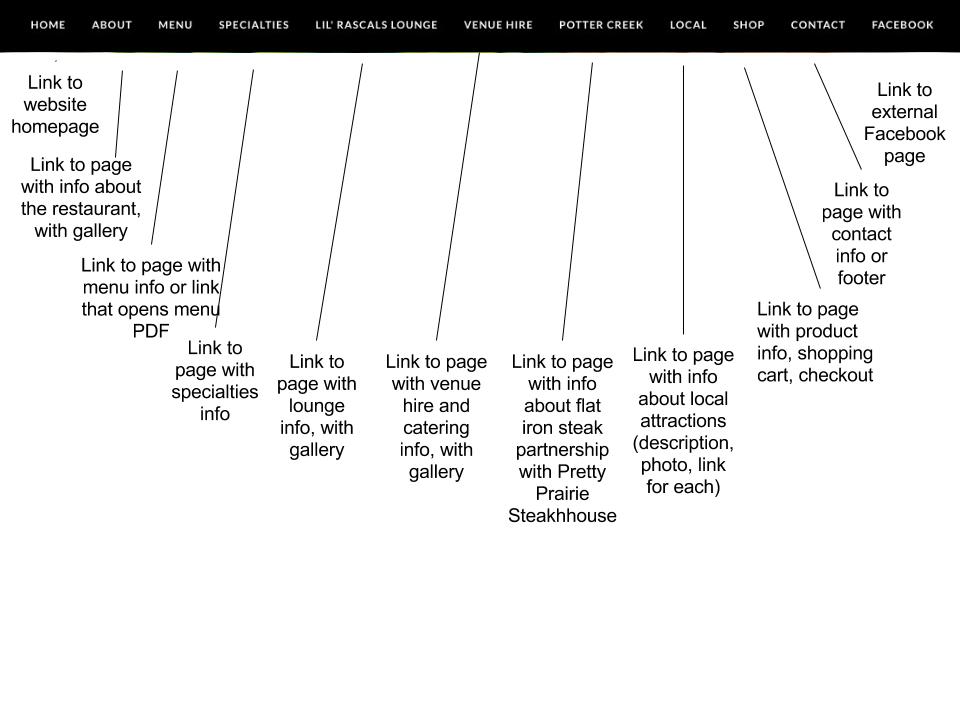 HOME ABOUT MENU SPECIALTIES LIL' RASCALS LOUNGE VENUE HIRE POTTER CREEK LOCAL SHOP CONTACT FACEBOOK
Link to
website
homepage
Link to page
with info about
the restaurant,
with gallery
Link to page with
menu info or link
that opens menu
PDF
Link to
page with
specialties
info
Link to
page with
lounge
info, with
gallery
Link to page
with venue
hire and
catering
info, with
gallery
Link to page
with info
about flat
iron steak
partnership
with Pretty
Prairie
Steakhhouse
Link to page
with info
about local
attractions
(description,
photo, link
for each)
Link to page
with product
info, shopping
cart, checkout
Link to
page with
contact
info or
footer
Link to
external
Facebook
page